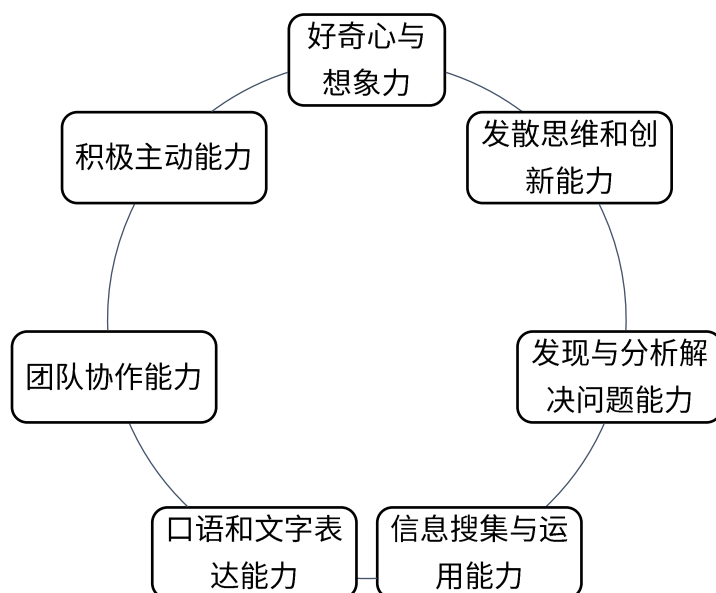 好奇心与
想象力
发散思维和创
新能力
发现与分析解
决问题能力
信息搜集与运
用能力
口语和文字表
达能力
团队协作能力
积极主动能力